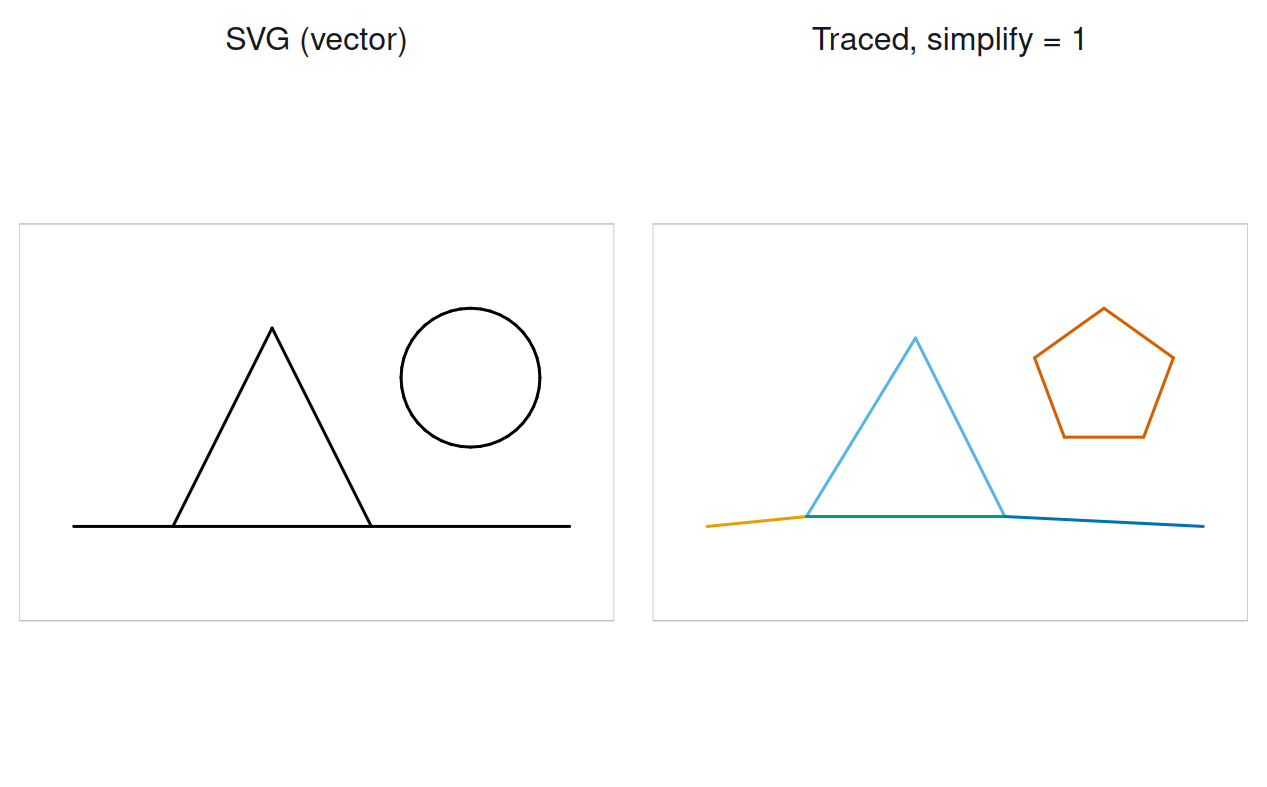 SVG (vector)
Traced, simplify = 1